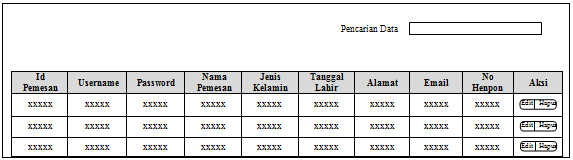 Pencarian Data
Id Pemesan Username Password Nama Pemesan Jenis Kelamin Tanggal Lahir Alamat Email No Henpon Aksi
xxxxx xxxxx xxxxx xxxxx xxxxx xxxxx xxxxx xxxxx xxxxx Edit Hapus
xxxxx xxxxx xxxxx xxxxx xxxxx xxxxx xxxxx xxxxx xxxxx Edit Hapus
xxxxx xxxxx xxxxx xxxxx xxxxx xxxxx xxxxx xxxxx xxxxx Edit Hapus